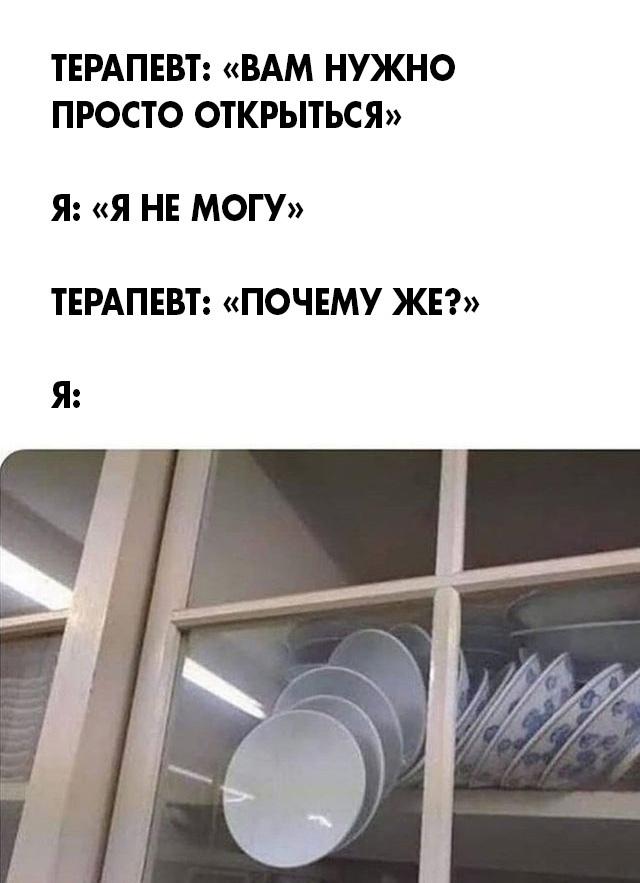 ТЕРАПЕВТ: «ВАМ НУЖНО
ПРОСТО ОТКРЫТЬСЯ»
Я: «Я НЕ МОГУ»
ТЕРАПЕВТ: «ПОЧЕМУ ЖЕ?»
Я: